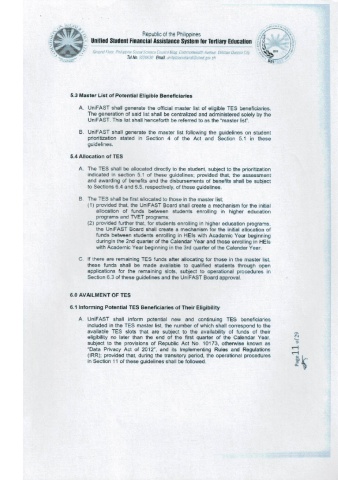 Republic of the Philippines
Unified Student Financial Assistance System for Tertiary Education
5.3 Master List of Potential Eligible Beneficiaries
A. UniFAST shall generate the official master list of eligible TES beneficiaries.
The generation of said list shall be centralized and administered solely by the
UniFAST. This list shall henceforth be referred to as the "master list".
B. UniFAST shall generate the master list following the guidelines on student
prioritization stated in Section 4 of the Act and Section 5.1 in these
guidelines.
5.4 Allocation of TES
A. The TES shall be allocated directly to the student, subject to the prioritization
indicated in section 5.1 of these guidelines; provided that, the assessment
and awarding of benefits and the disbursements of benefits shall be subject
to Sections 6.4 and 6.5, respectively, of these guidelines.
B. The TES shall be first allocated to those in the master list;
(1) provided that, the UniFAST Board shall create a mechanism for the initial
allocation of funds between students enrolling in higher education
programs and TVET programs.
(2) provided further that, for students enrolling in higher education programs,
the UniFAST Board shall create a mechanism for the initial allocation of
funds between students enrolling in HEIs with Academic Year beginning
during the 2nd quarter of the Calendar Year and those enrolling in HEIs
with Academic Year beginning in the 3rd quarter of the Calendar Year.
C. If there are remaining TES funds after allocating for those in the master list,
these funds shall be made available to qualified students through open
applications for the remaining slots, subject to operational procedures in
Section 6.3 of these guidelines and the UniFAST Board approval.
6.0 AVAILMENT OF TES
6.1 Informing Potential TES Beneficiaries of Their Eligibility
A. UniFAST shall inform potential new and continuing TES beneficiaries
included in the TES master list, the number of which shall correspond to the
available TES slots that are subject to the availability of funds of their
eligibility no later than the end of the first quarter of the Calendar Year,
subject to the provisions of Republic Act No. 10173, otherwise known as
"Data Privacy Act of 2012", and its Implementing Rules and Regulations
(IRR); provided that, during the transitory period, the operational procedures
in Section 11 of these guidelines shall be followed.
Page 11 of 29